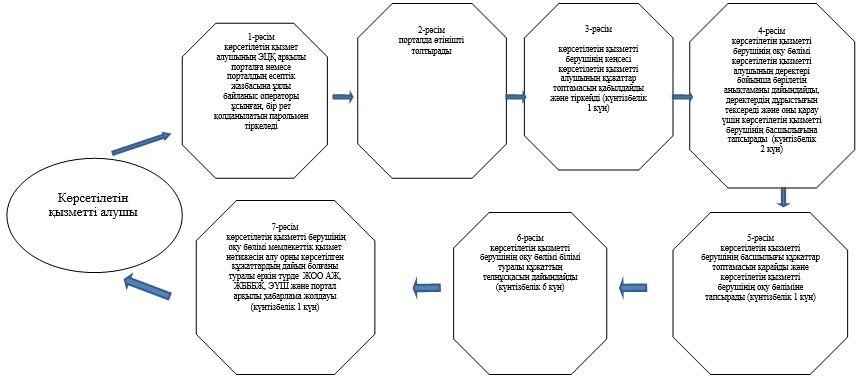 1-рәсім
көрсетілетін қызмет
алушының ЭЦҚ арқылы
порталға немесе
порталдың есептік
жазбасына ұялы
байланыс операторы
ұсынған, бір рет
қолданылатын парольмен
тіркеледі
2-рәсім
порталда өтінішті
толтырады
3-рәсім
көрсетілетін қызметті
берушінің кеңсесі
көрсетілетін қызметті
алушының құжаттар
топтамасын қабылдайды
және тіркейді (күнтізбелік
1 күн)
4-рәсім
көрсетілетін қызметті
берушінің оқу бөлімі
көрсетілетін қызметті
алушының деректері
бойынша берілетін
анықтаманы дайындайды,
деректердің дұрыстығын
тексереді және оны қарау
үшін көрсетілетін қызметті
берушінің басшылығына
тапсырады (күнтізбелік
2 күн)
Көрсетілетін
қызметті алушы
7-рәсім
көрсетілетін қызметті берушінің
оқу бөлімі мемлекеттік қызмет
нәтижесін алу орны көрсетілген
құжаттардың дайын болғаны
туралы еркін түрде ЖОО АЖ,
ЖБББЖ, ЭҮШ және портал
арқылы хабарлама жолдауы
(күнтізбелік 1 күн)
6-рәсім
көрсетілетін қызметті
берушінің оқу бөлімі білімі
туралы құжаттың
телнұсқасын дайындайды
(күнтізбелік 6 күн)
5-рәсім
көрсетілетін қызметті
берушінің басшылығы құжаттар
топтамасын қарайды және
көрсетілетін қызметті
берушінің оқу бөліміне
тапсырады (күнтізбелік 1 күн)